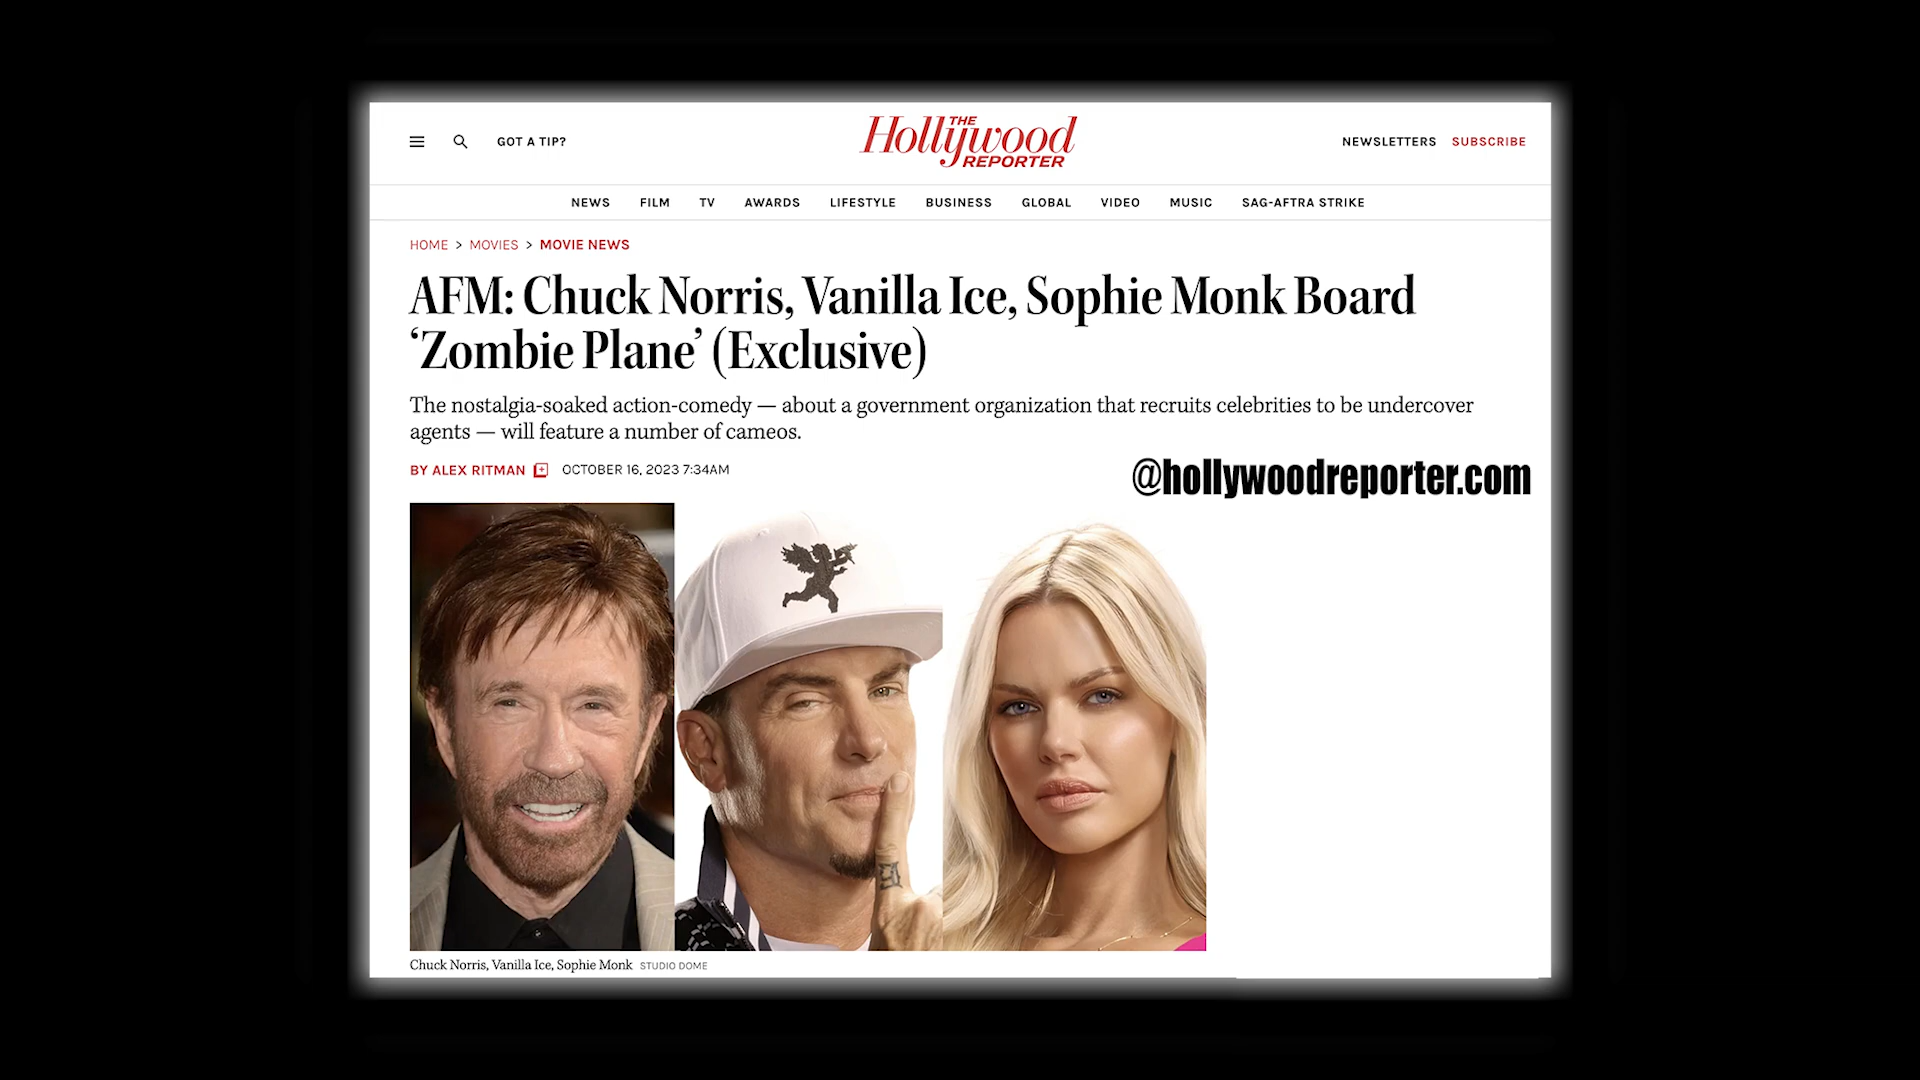 GOT A TIP?
THE
Hollywood
REPORTER
NEWSLETTERS SUBSCRIBE
NEWS FILM TV AWARDS LIFESTYLE BUSINESS GLOBAL VIDEO MUSIC SAG-AFTRA STRIKE
HOME > MOVIES > MOVIE NEWS
AFM: Chuck Norris, Vanilla Ice, Sophie Monk Board
‘Zombie Plane’ (Exclusive)
The nostalgia-soaked action-comedy — about a government organization that recruits celebrities to be undercover
agents — will feature a number of cameos.
BY ALEX RITMAN OCTOBER 16, 2023 7:34AM
@hollywoodreporter.com
Chuck Norris, Vanilla Ice, Sophie Monk STUDIO DOME